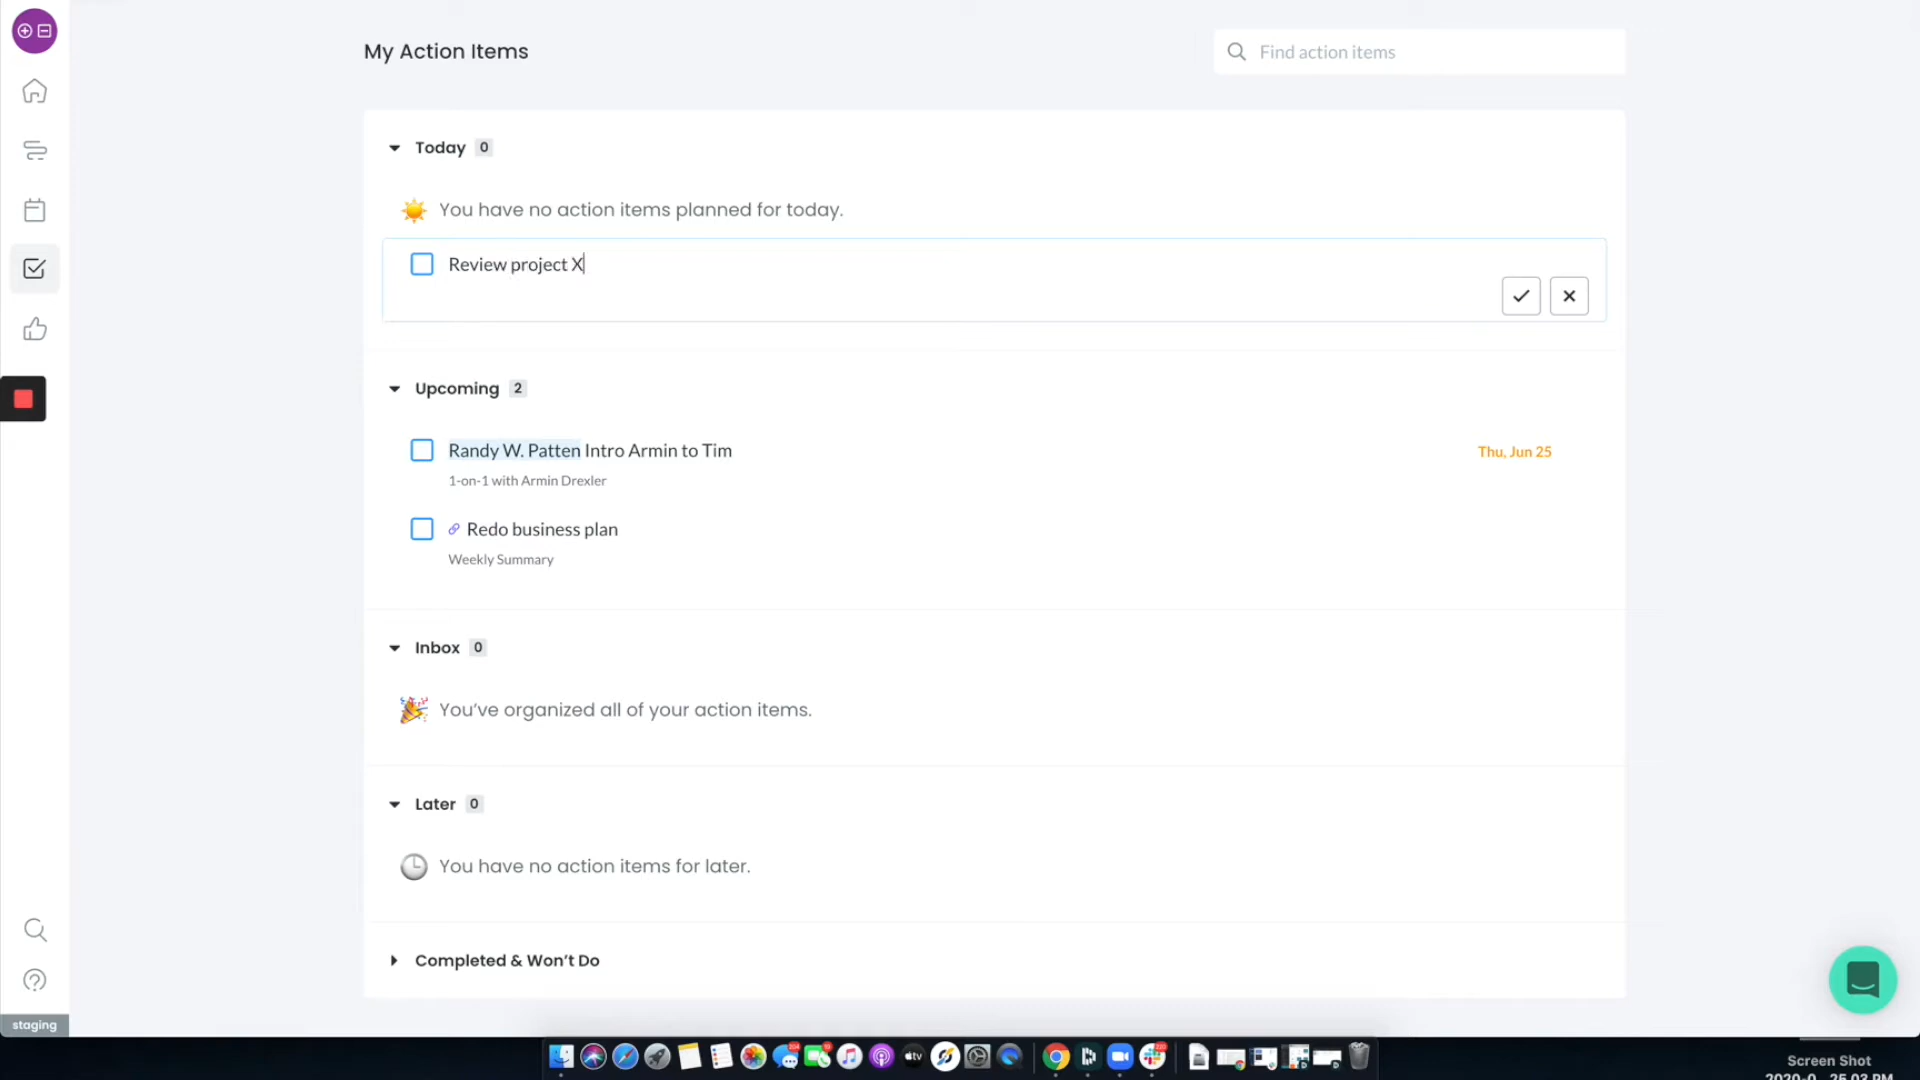 My Action Items
Find action items
Today 0
You have no action items planned for today.
Review project X
Upcoming 2
Randy W. Patten Intro Armin to Tim
Thu, Jun 25
1-on-1 with Armin Drexler
Redo business plan
Weekly Summary
Inbox 0
You've organized all of your action items.
Later 0
You have no action items for later.
Completed & Won't Do
staging
tv
Screen Shot